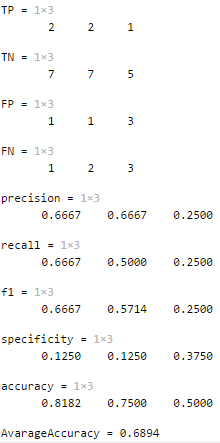 TP = 1×3
2 2 1
TN = 1×3
7 7 5
FP = 1×3
1 1 3
FN = 1×3
1 2 3
precision = 1×3
0.6667 0.6667 0.2500
recall = 1×3
0.6667 0.5000 0.2500
f1 = 1×3
0.6667 0.5714 0.2500
specificity = 1×3
0.1250 0.1250 0.3750
accuracy = 1×3
0.8182 0.7500 0.5000
AvarageAccuracy = 0.6894